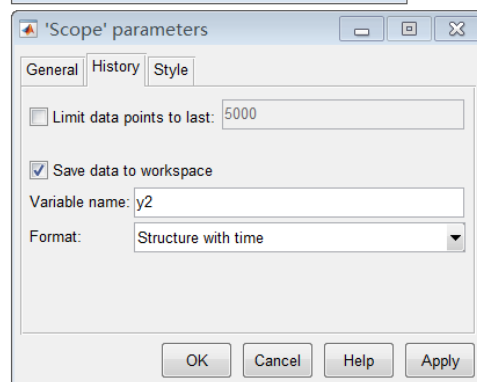 'Scope' parameters
General History Style
Limit data points to last: 5000
Save data to workspace
Variable name: y2
Format: Structure with time
OK Cancel Help Apply